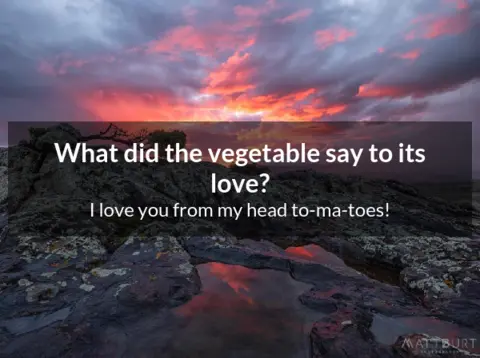 What did the vegetable say to its
love?
I love you from my head to-ma-toes!
MATT BURT